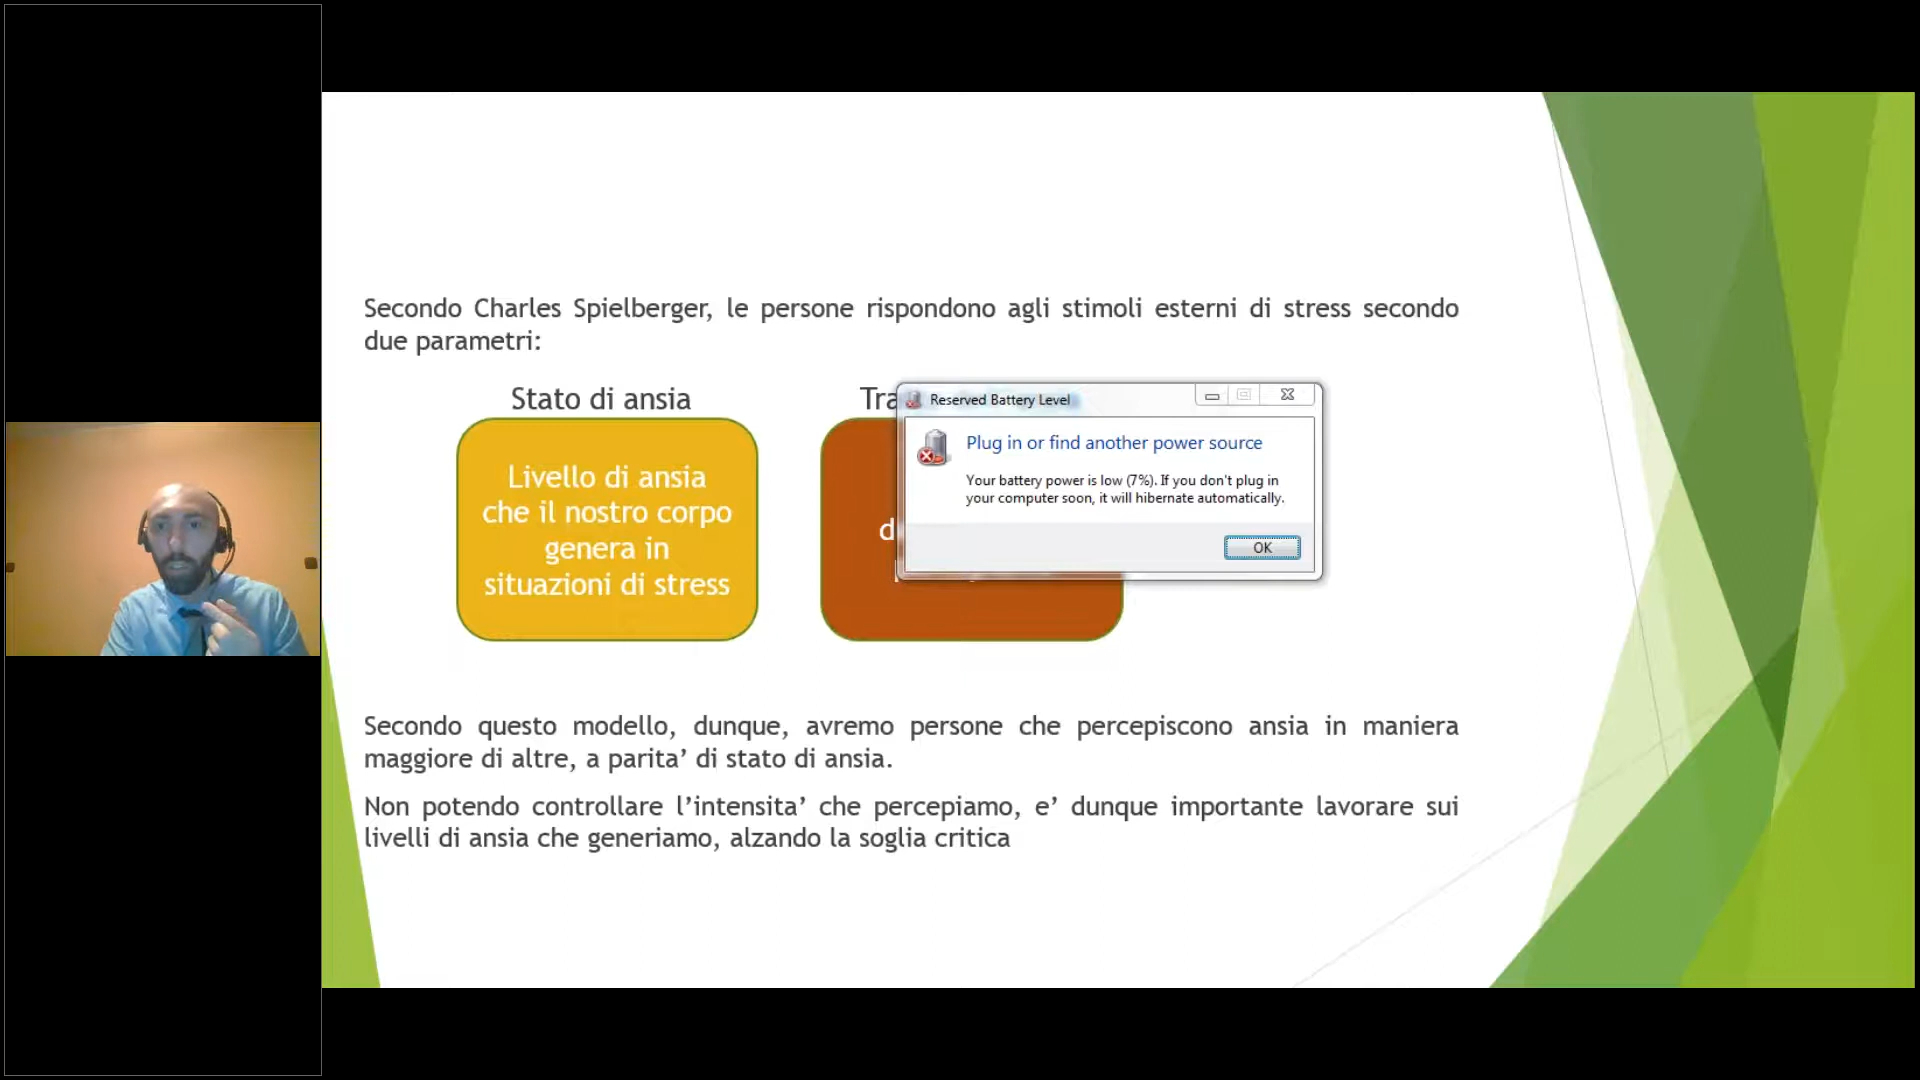 Secondo Charles Spielberger, le persone rispondono agli stimoli esterni di stress secondo
due parametri:
Stato di ansia
Livello di ansia
che il nostro corpo
genera in
situazioni di stress
Reserved Battery Level
Plug in or find another power source
Your battery power is low (7%). If you don't plug in
your computer soon, it will hibernate automatically.
OK
Secondo questo modello, dunque, avremo persone che percepiscono ansia in maniera
maggiore di altre, a parita’ di stato di ansia.
Non potendo controllare l’intensita’ che percepiamo, e’ dunque importante lavorare sui
livelli di ansia che generiamo, alzando la soglia critica